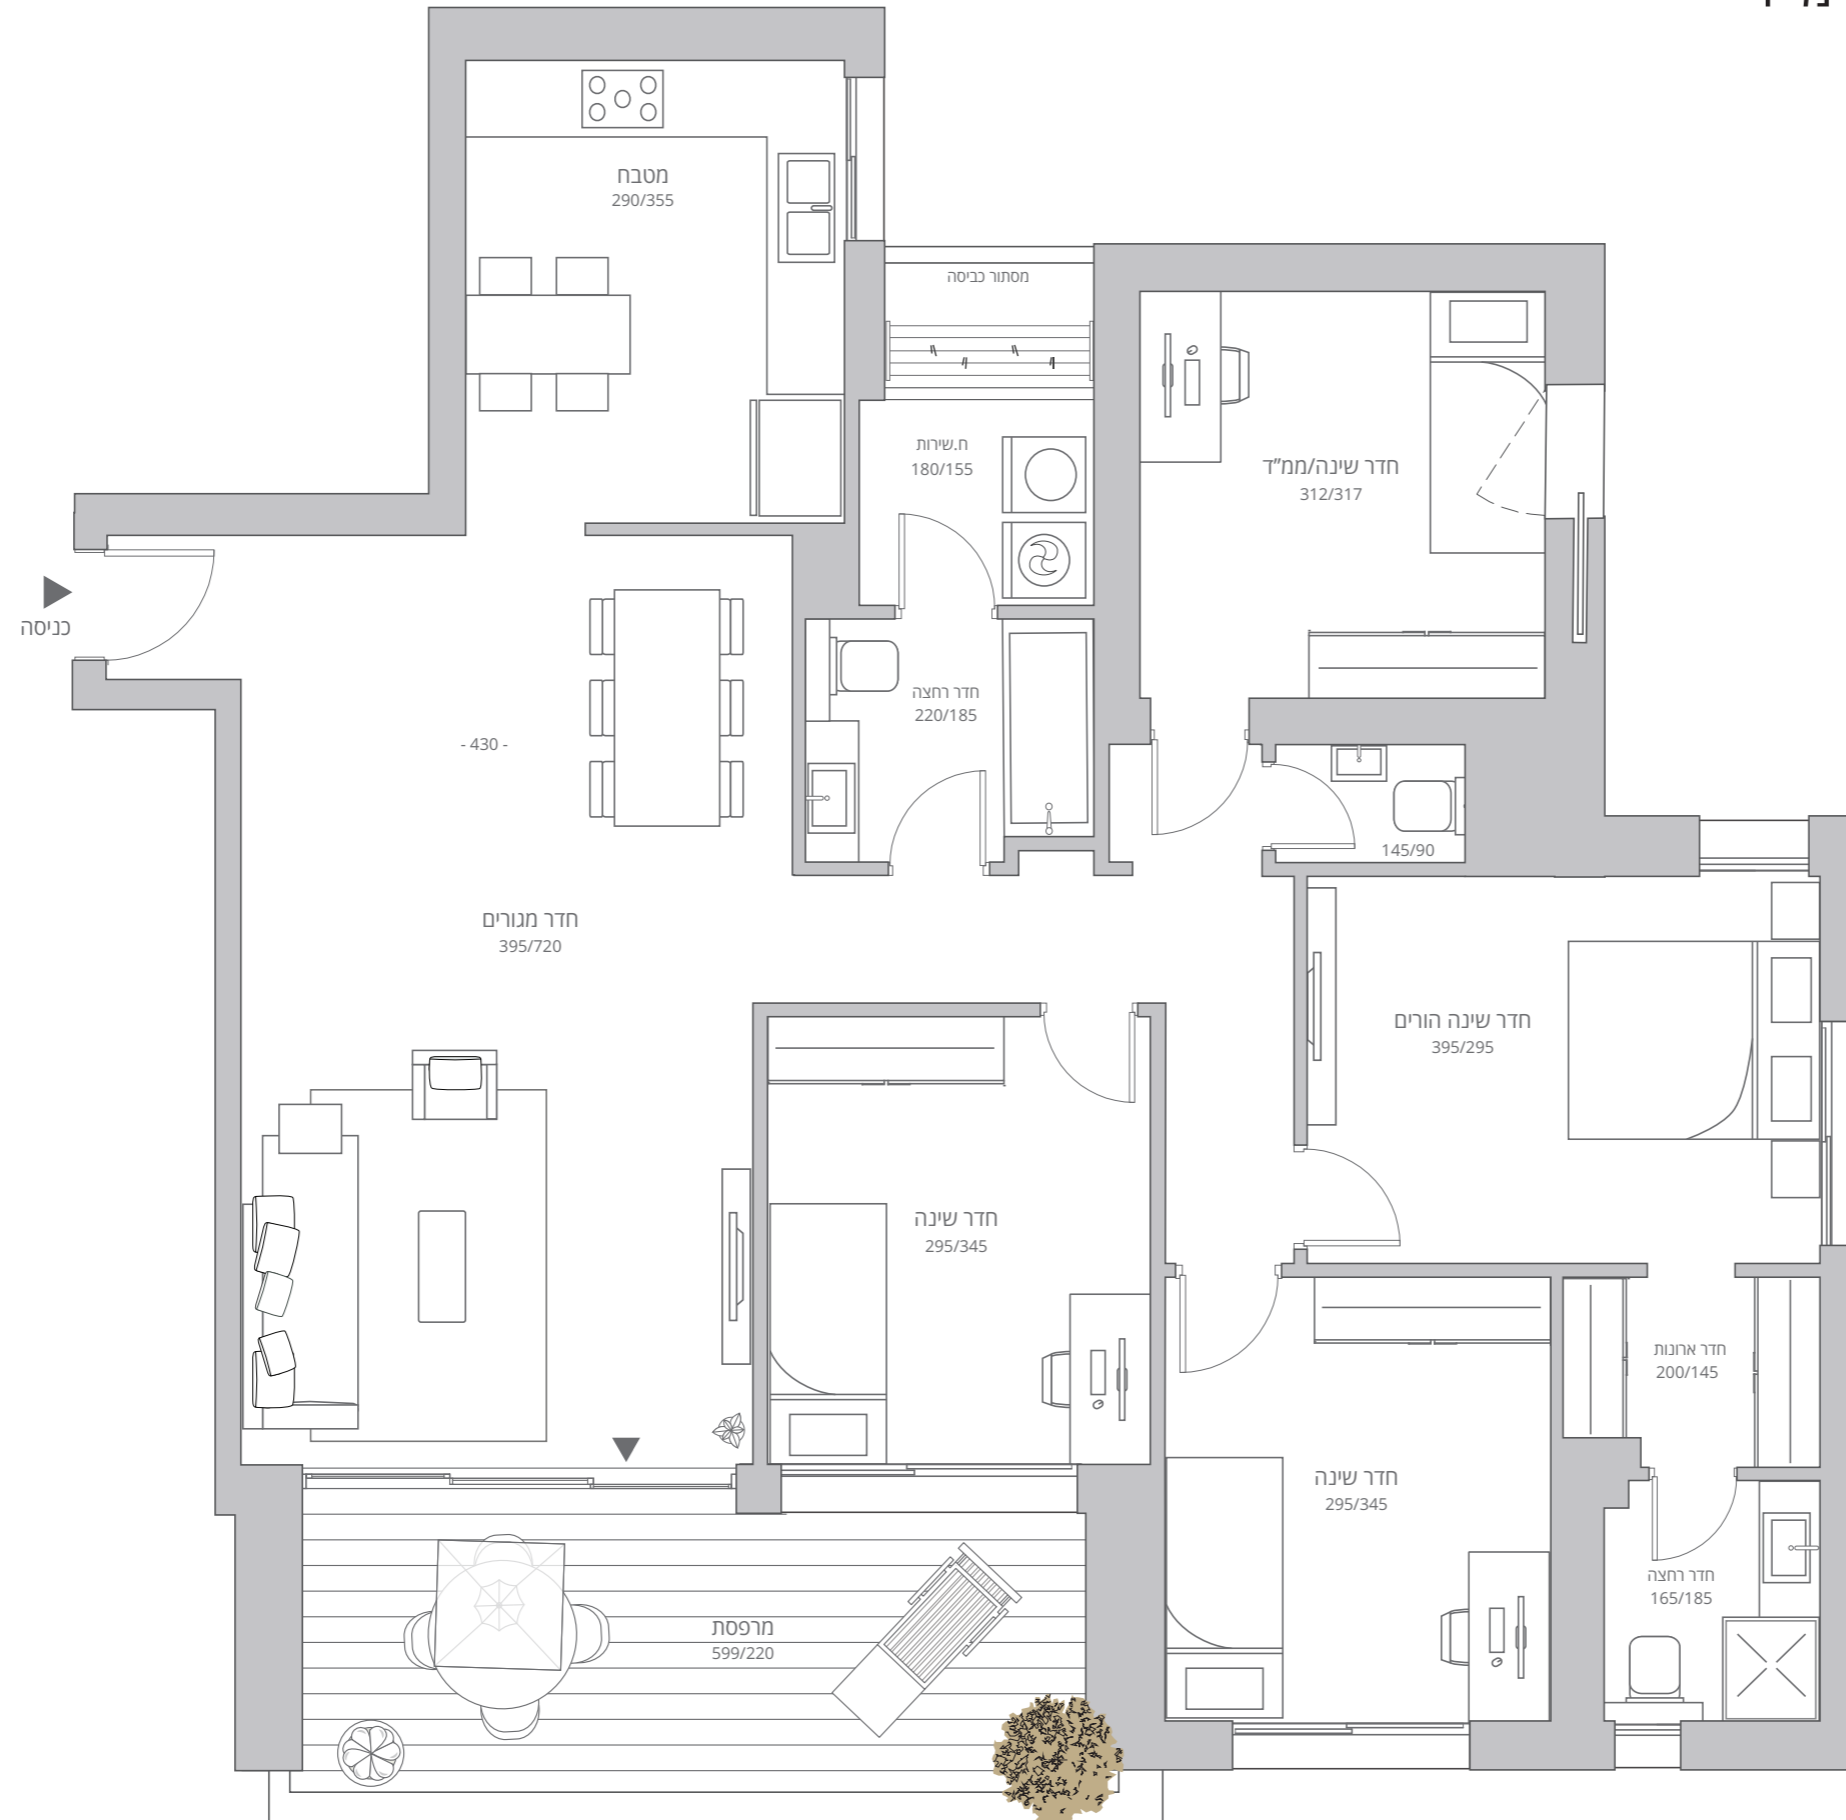 מטבח
290/355
מסתור כביסה
ח.שירות
180/155
חדר שינה/ממ״ד
312/317
כניסה
חדר רחצה
220/185
- 430 -
145/90
חדר מגורים
395/720
חדר שינה הורים
395/295
חדר שינה
295/345
חדר ארונות
200/145
חדר שינה
295/345
חדר רחצה
165/185
מרפסת
599/220